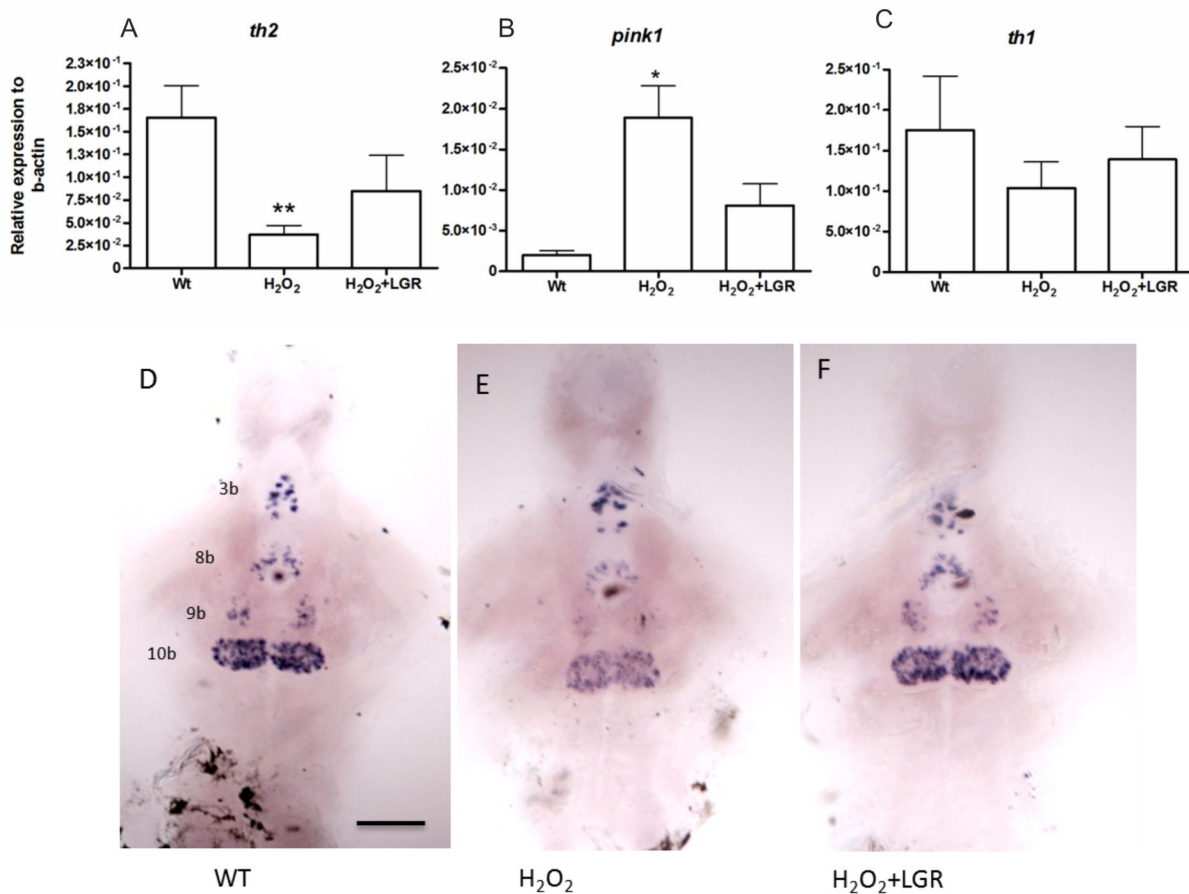 A
th2
Relative expression to
b-actin
2.3×10⁻¹
2.0×10⁻¹
1.8×10⁻¹
1.5×10⁻¹
1.3×10⁻¹
1.0×10⁻¹
7.5×10⁻²
5.0×10⁻²
2.5×10⁻²
0
**
Wt
H₂O₂
H₂O₂+LGR
B
pink1
2.5×10⁻²
2.0×10⁻²
1.5×10⁻²
1.0×10⁻²
5.0×10⁻³
0
*
Wt
H₂O₂
H₂O₂+LGR
C
th1
2.5×10⁻¹
2.0×10⁻¹
1.5×10⁻¹
1.0×10⁻¹
5.0×10⁻²
0
Wt
H₂O₂
H₂O₂+LGR
D
3b
8b
9b
10b
WT
E
H₂O₂
F
H₂O₂+LGR